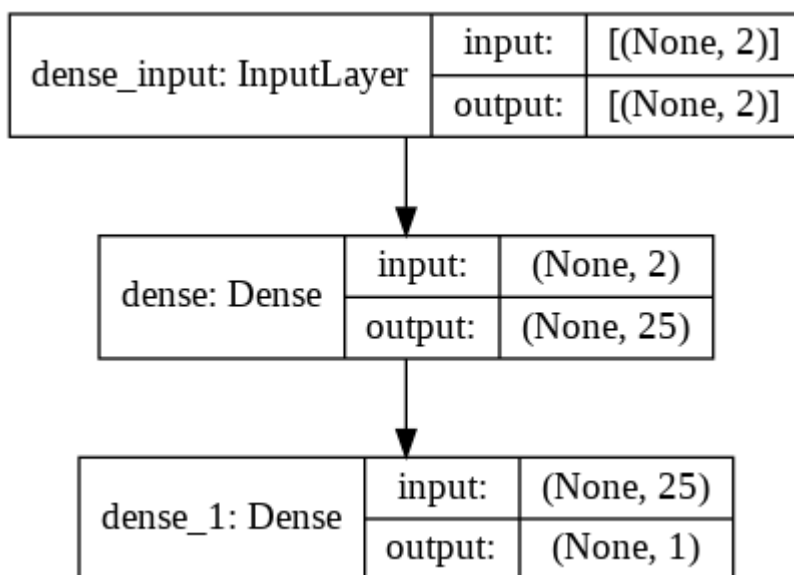 dense_input: InputLayer
input: [(None, 2)]
output: [(None, 2)]
dense: Dense
input: (None, 2)
output: (None, 25)
dense_1: Dense
input: (None, 25)
output: (None, 1)